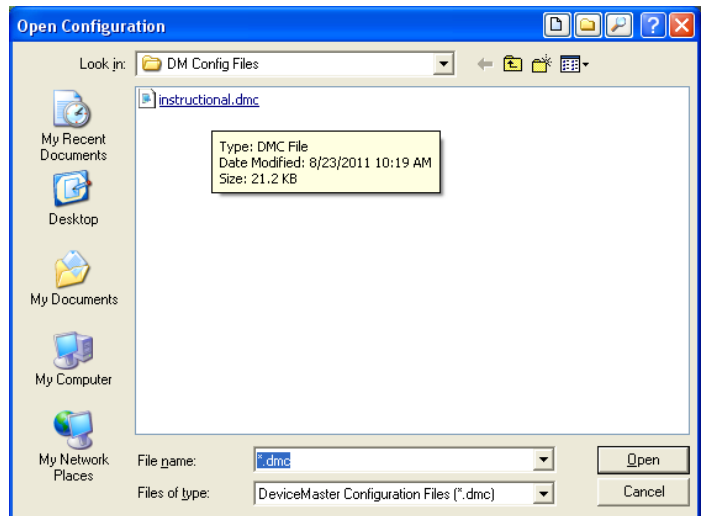 Open Configuration
Look in: DM Config Files
instructional.dmc
Type: DMC File
Date Modified: 8/23/2011 10:19 AM
Size: 21.2 KB
My Recent
Documents
Desktop
My Documents
My Computer
My Network
Places
File name: *.dmc Open
Files of type: DeviceMaster Configuration Files (*.dmc) Cancel